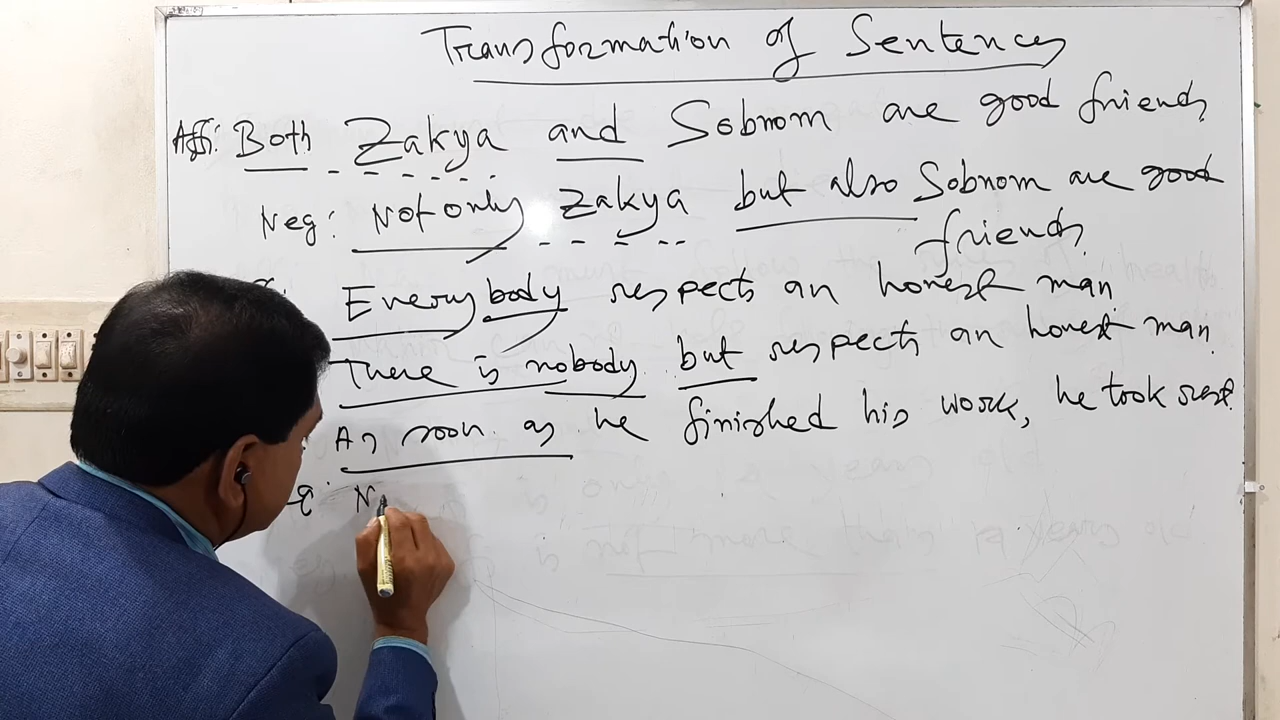 Transformation of Sentences
Aff: Both Zakya and Sobnom are good friends
Neg: Not only Zakya but also Sobnom are good
friends
Everybody respects an honest man.
There is nobody but respects an honest man.
As soon as he finished his work, he took rest.
N